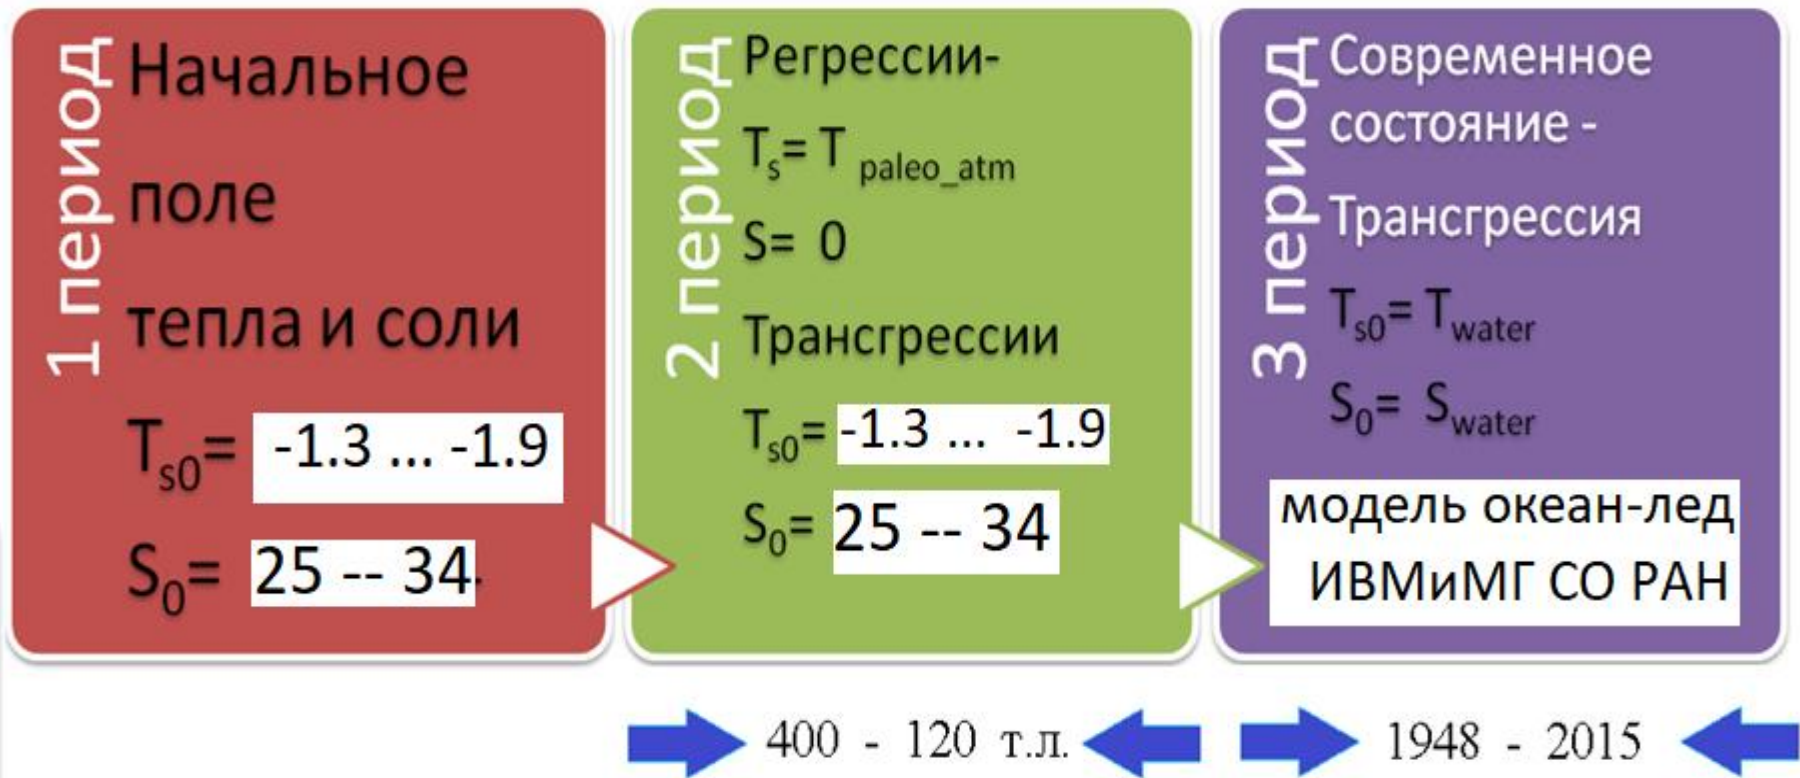 1 период
Начальное
поле
тепла и соли
Ts0= -1.3 ... -1.9
S0= 25 -- 34.
2 период
Регрессии-
Ts= T paleo_atm
S= 0
Трансгрессии
Ts0= -1.3 ... -1.9
S0= 25 -- 34
3 период
Современное
состояние -
Трансгрессия
Ts0= Twater
S0= Swater
модель океан-лед
ИВМиМГ СО РАН
400 - 120 т.л.
1948 - 2015